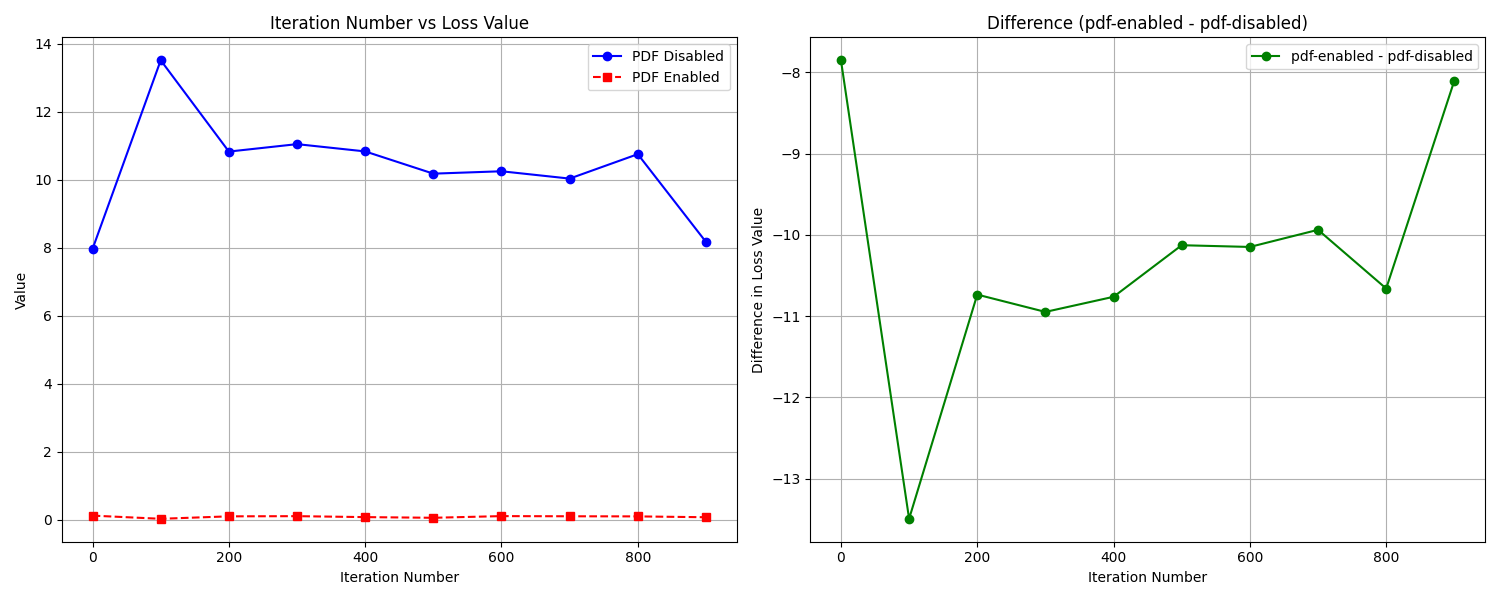 Iteration Number vs Loss Value
PDF Disabled
PDF Enabled
14
12
10
8
6
4
2
0
Value
0
200
400
600
800
Iteration Number
Difference (pdf-enabled - pdf-disabled)
pdf-enabled - pdf-disabled
−8
−9
−10
−11
−12
−13
Difference in Loss Value
0
200
400
600
800
Iteration Number